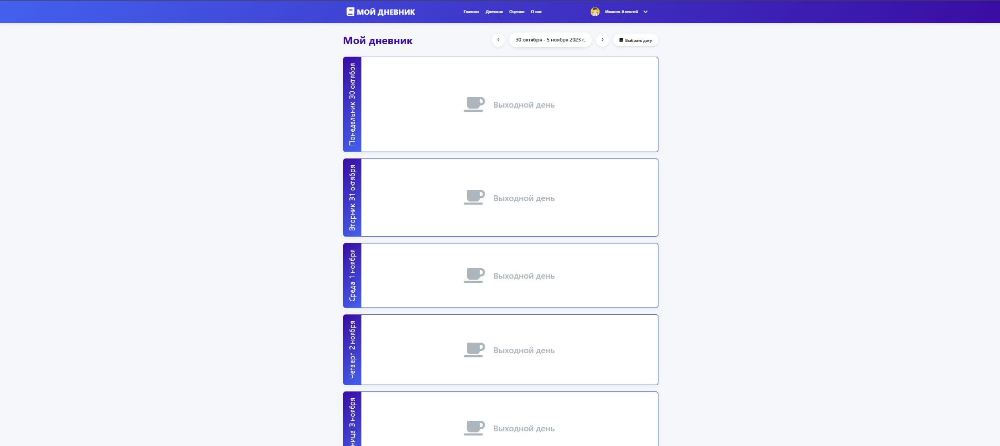 МОЙ ДНЕВНИК
Главная Дневник Оценки О нас
Иванов Алексей
Мой дневник
30 октября - 5 ноября 2023 г.
Выбрать дату
Понедельник 30 октября
Выходной день
Вторник 31 октября
Выходной день
Среда 1 ноября
Выходной день
Четверг 2 ноября
Выходной день
ница 3 ноября
Выходной день